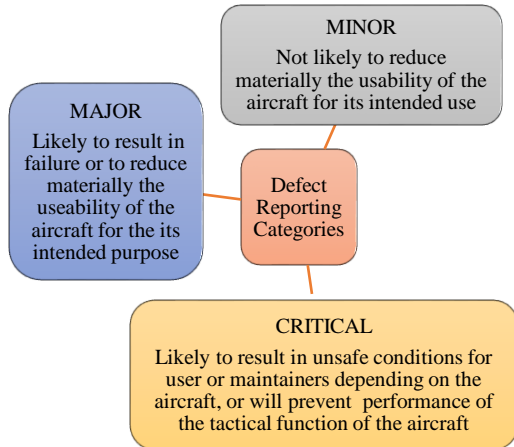 MINOR
Not likely to reduce
materially the usability of the
aircraft for its intended use
MAJOR
Likely to result in
failure or to reduce
materially the
useability of the
aircraft for the its
intended purpose
Defect
Reporting
Categories
CRITICAL
Likely to result in unsafe conditions for
user or maintainers depending on the
aircraft, or will prevent performance of
the tactical function of the aircraft